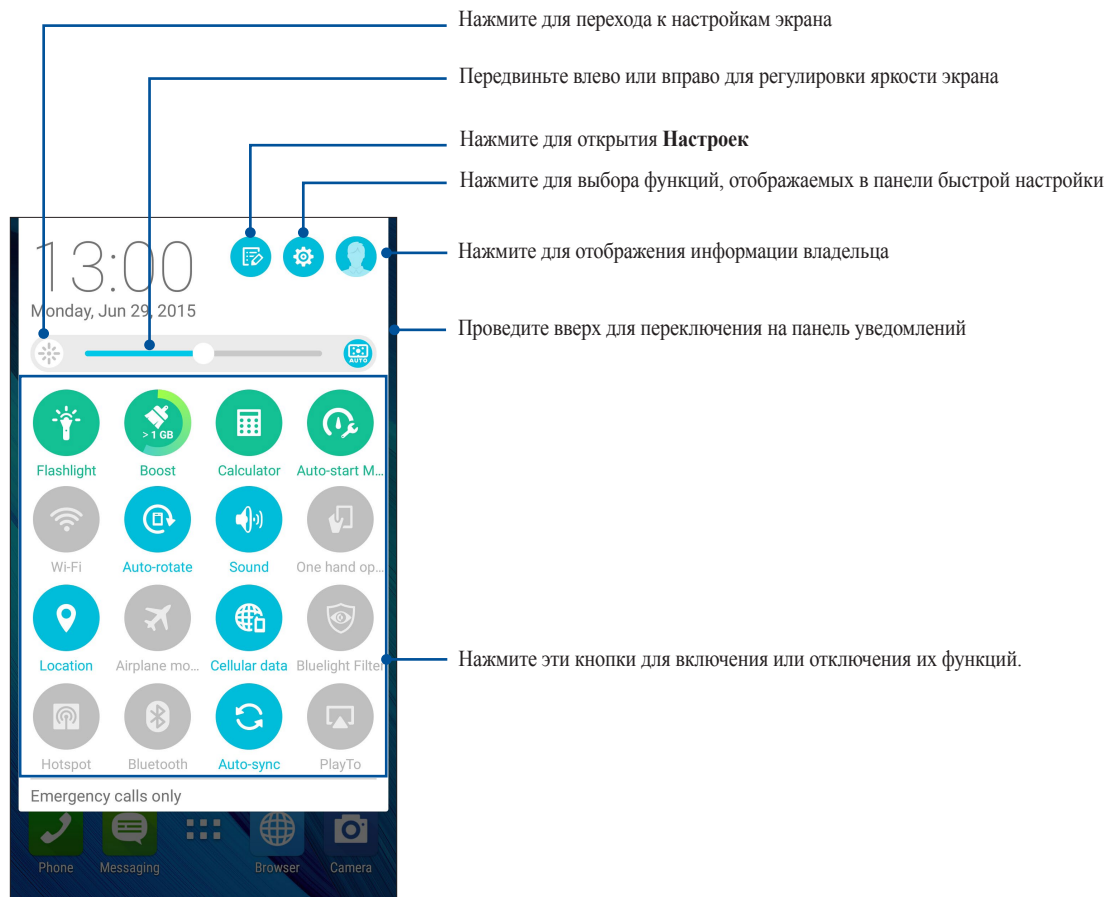 Нажмите для перехода к настройкам экрана
Передвиньте влево или вправо для регулировки яркости экрана
Нажмите для открытия Настроек
Нажмите для выбора функций, отображаемых в панели быстрой настройки
Нажмите для отображения информации владельца
Проведите вверх для переключения на панель уведомлений
13:00
Monday, Jun 29, 2015
AUTO
> 1 GB
Flashlight Boost Calculator Auto-start M...
Wi-Fi Auto-rotate Sound One hand op...
Location Airplane mo... Cellular data Bluelight Filter
Нажмите эти кнопки для включения или отключения их функций.
Hotspot Bluetooth Auto-sync PlayTo
Emergency calls only
Phone Messaging Browser Camera